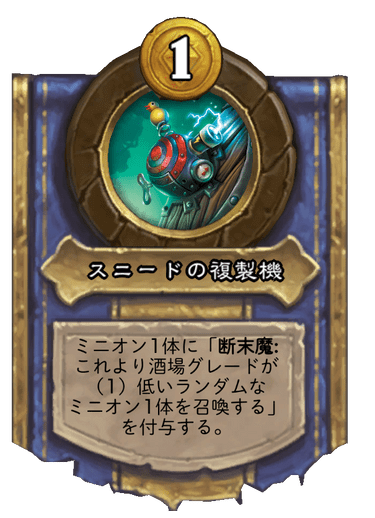 1
スニードの複製機
ミニオン1体に「断末魔:
これより酒場グレードが
（1）低いランダムな
ミニオン1体を召喚する」
を付与する。